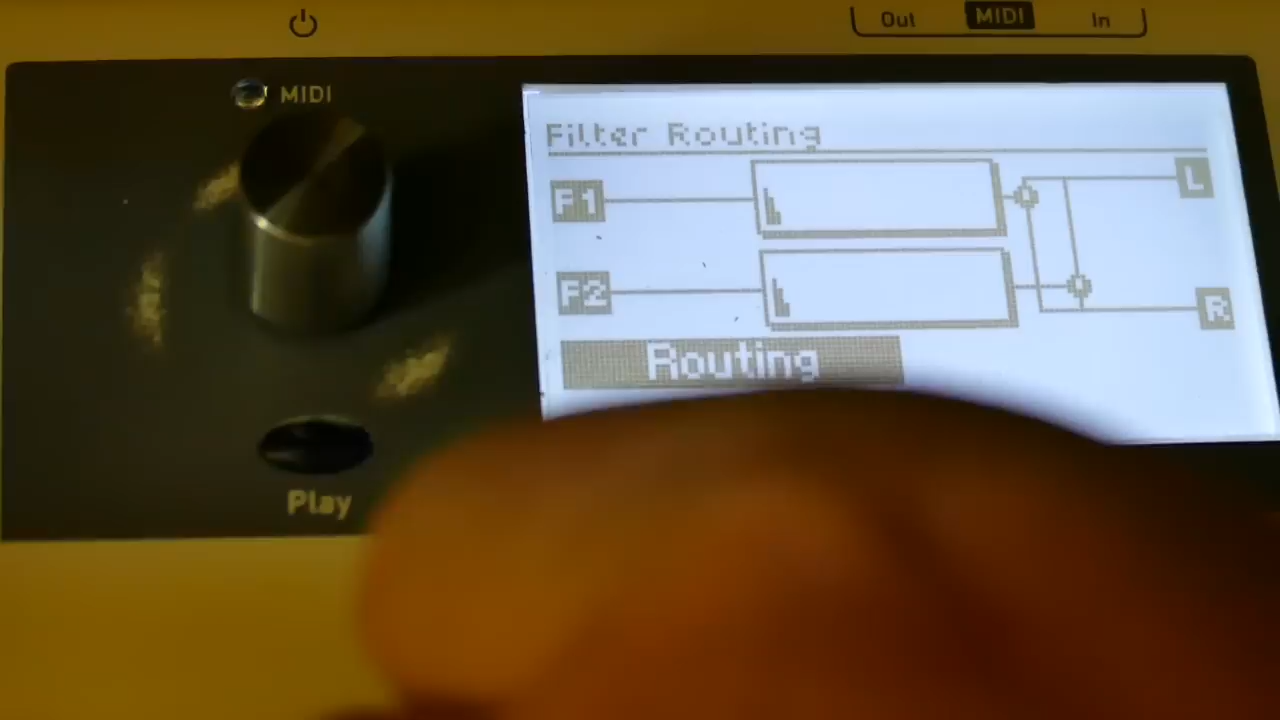 Out MIDI In
MIDI
Filter Routing
F1
L
F2
R
Routing
Play